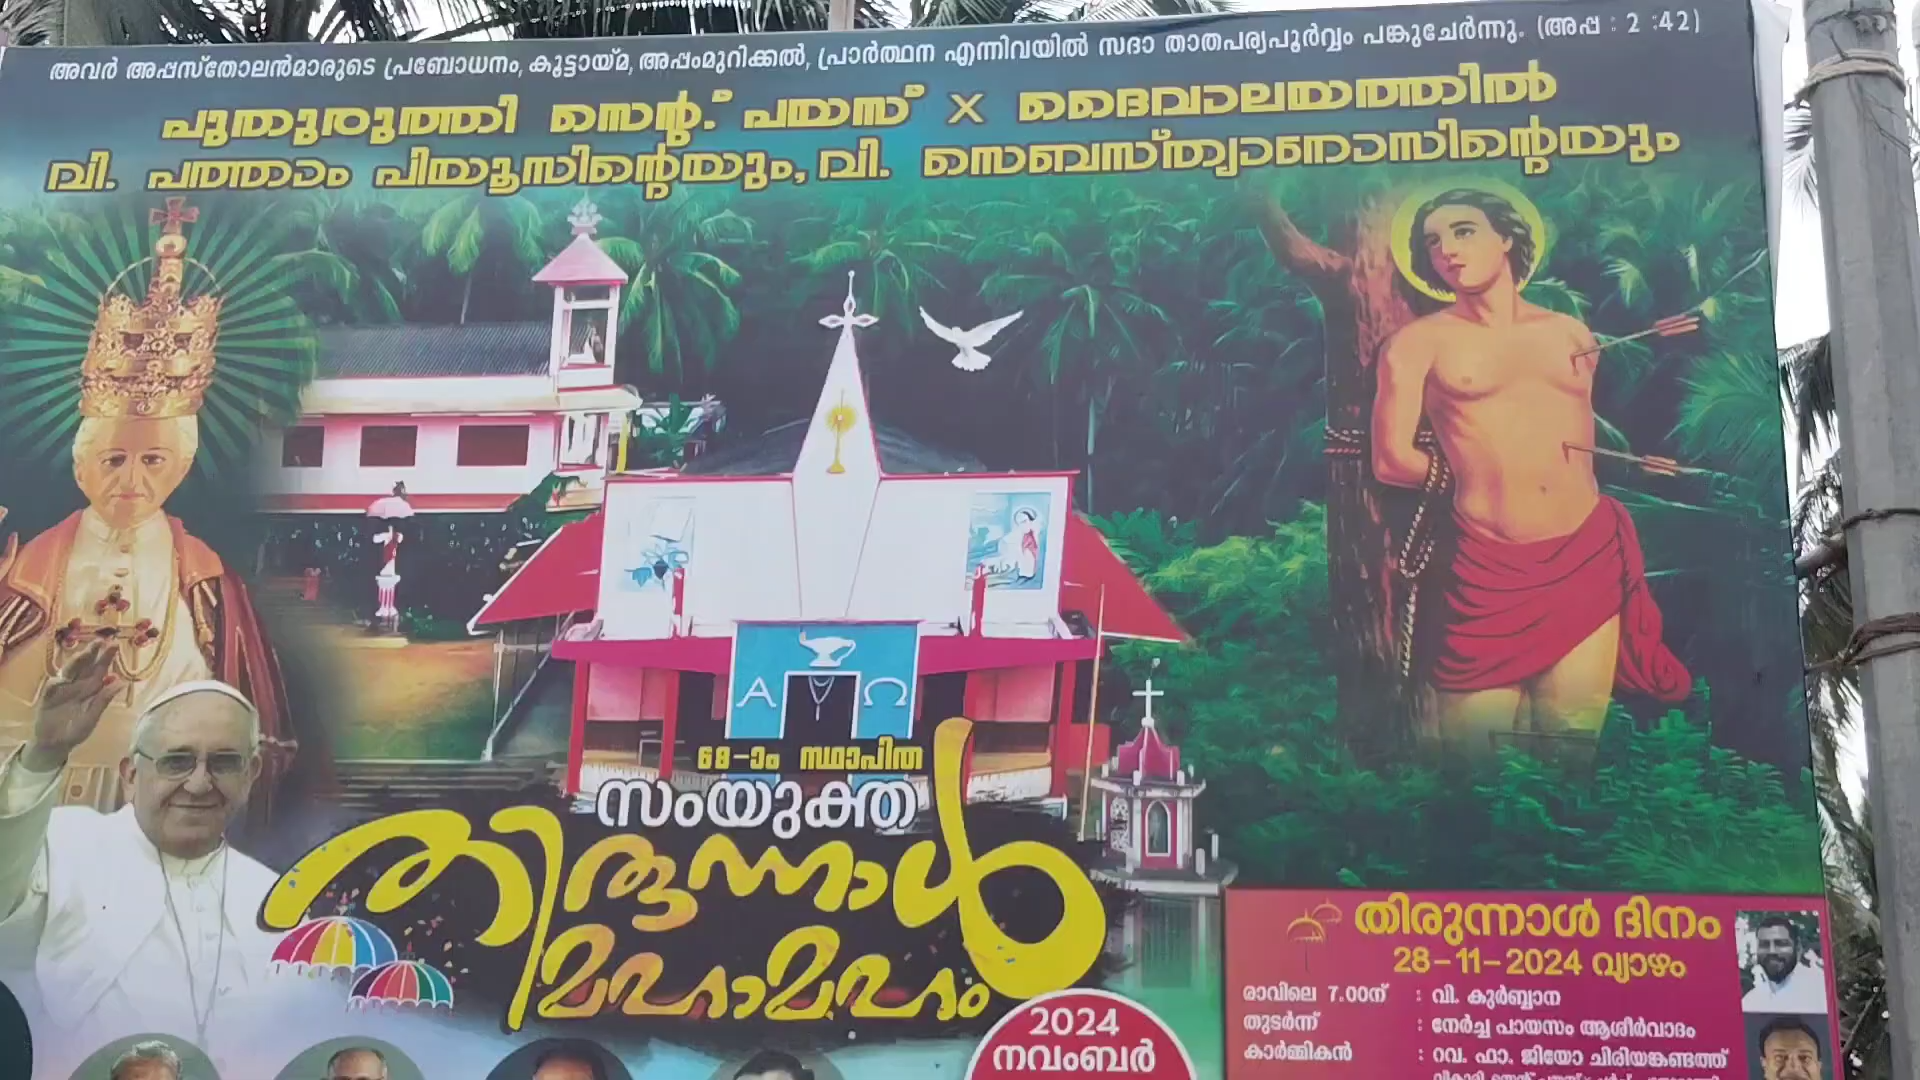 അവർ അപ്പസ്തോലൻമാരുടെ പ്രബോധനം, കൂട്ടായ്മ, അപ്പംമുറിക്കൽ, പ്രാർത്ഥന എന്നിവയിൽ സദാ താതപര്യപൂർവ്വം പങ്കുചേർന്നു. (അപ്പ : 2 :42)
പുതുരുത്തി സെന്റ്. പയസ് X ദൈവാലയത്തിൽ
വി. പത്താം പിയൂസിന്റെയും, വി. സെബസ്ത്യാനോസിന്റെയും
Α Ω
68-ാം സ്ഥാപിത
സംയുക്ത
തിരുന്നാൾ
മഹാമഹം
2024
നവംബർ
തിരുന്നാൾ ദിനം
28-11-2024 വ്യാഴം
രാവിലെ 7.00ന് : വി. കുർബ്ബാന
തുടർന്ന് : നേർച്ച പായസം ആശീർവാദം
കാർമ്മികൻ : റവ. ഫാ. ജിയോ ചിരിയങ്കണ്ടത്ത്